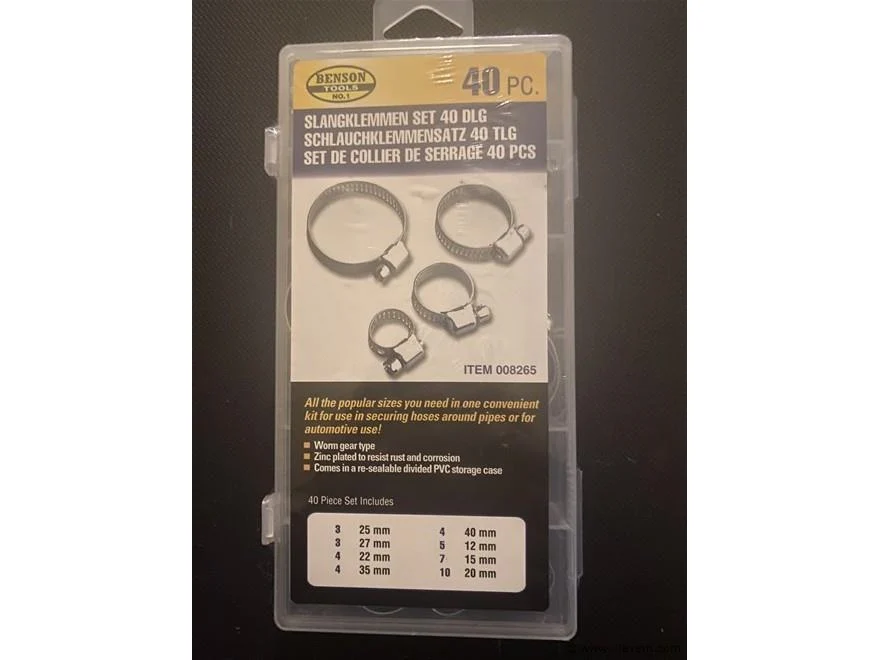 BENSON
TOOLS
NO.1
40 PC.
SLANGKLEMMEN SET 40 DLG
SCHLAUCHKLEMMENSATZ 40 TLG
SET DE COLLIER DE SERRAGE 40 PCS
ITEM 008265
All the popular sizes you need in one convenient
kit for use in securing hoses around pipes or for
automotive use!
Worm gear type
Zinc plated to resist rust and corrosion
Comes in a re-sealable divided PVC storage case
40 Piece Set Includes
3 25 mm 4 40 mm
3 27 mm 5 12 mm
4 22 mm 7 15 mm
4 35 mm 10 20 mm